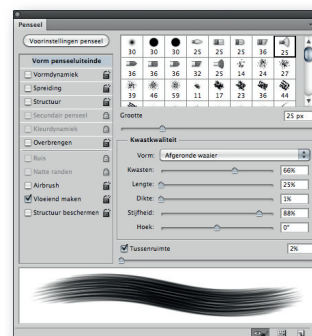 Penseel
Voorinstellingen penseel
30 30 30 25 25 25 36 25
36 36 36 32 25 14 24 27
39 46 59 11 17 23 36 44
Vorm penseeluiteinde
Vormdynamiek
Grootte 25 px
Spreiding
Structuur
Secundair penseel
Kleurdynamiek
Overbrengen
Ruis
Natte randen
Airbrush
Vloeiend maken
Structuur beschermen
Kwastkwaliteit
Vorm: Afgeronde waaier
Kwasten: 66%
Lengte: 25%
Dikte: 1%
Stijfheid: 88%
Hoek: 0°
Tussenruimte 2%